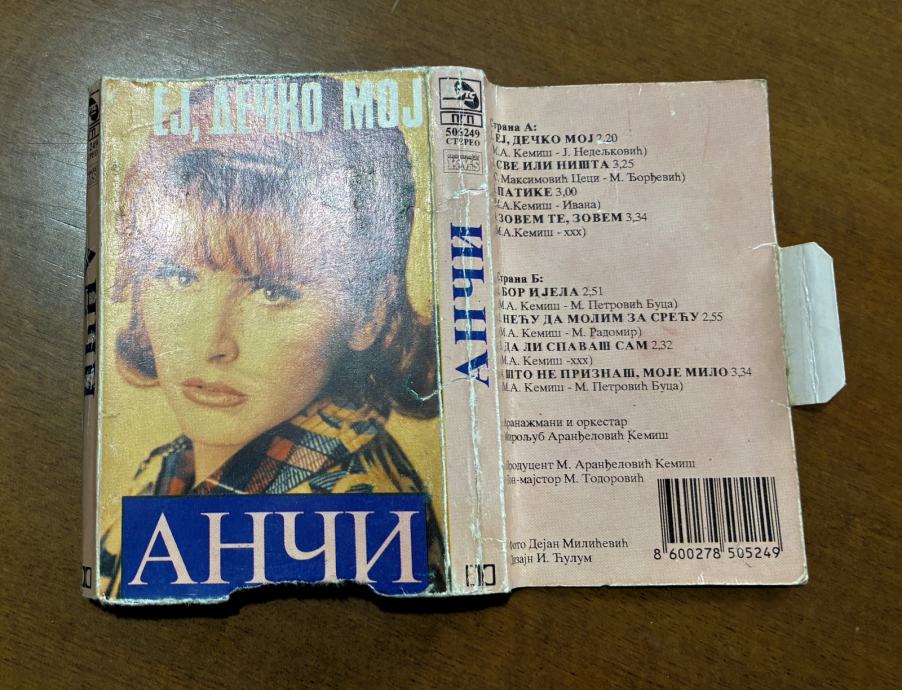 ЕЈ, ДЕЧКО МОЈ
АНЧИ
РТС
ПГП
506249
СТЕРЕО
АНЧИ
Страна А:
ЕЈ, ДЕЧКО МОЈ 2,20
М.А. Кемиш - Ј. Недељковић)
СВЕ ИЛИ НИШТА 3,25
Максимовић Цеци - М. Ђорђевић)
ПАТИКЕ 3,00
М.А.Кемиш - Ивана)
ЗОВЕМ ТЕ, ЗОВЕМ 3,34
М.А.Кемиш - ххх)
Страна Б:
БОР И ЈЕЛА 2,51
М.А. Кемиш - М. Петровић Буца)
НЕЋУ ДА МОЛИМ ЗА СРЕЋУ 2,55
М.А. Кемиш - М. Радомир)
ДА ЛИ СПАВАШ САМ 2,32
М.А. Кемиш -ххх)
ШТО НЕ ПРИЗНАШ, МОЈЕ МИЛО 3,34
М.А. Кемиш - М. Петровић Буца)
Аранажмани и оркестар
Мирољуб Аранђеловић Кемиш
Продуцент М. Аранђеловић Кемиш
Тон-мајстор М. Тодоровић
Фото Дејан Милићевић
Дизајн И. Ћулум
8 600278 505249